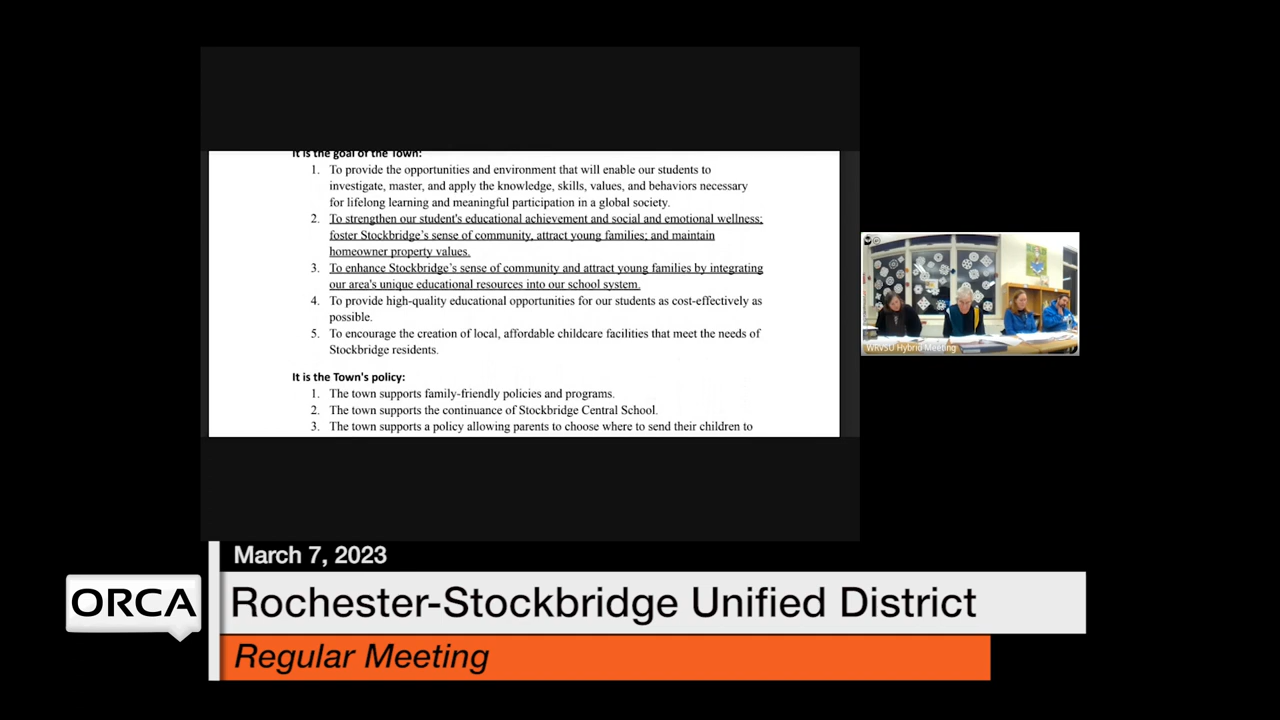 It is the goal of the Town:
1. To provide the opportunities and environment that will enable our students to
investigate, master, and apply the knowledge, skills, values, and behaviors necessary
for lifelong learning and meaningful participation in a global society.
2. To strengthen our student's educational achievement and social and emotional wellness;
foster Stockbridge's sense of community, attract young families; and maintain
homeowner property values.
3. To enhance Stockbridge's sense of community and attract young families by integrating
our area's unique educational resources into our school system.
4. To provide high-quality educational opportunities for our students as cost-effectively as
possible.
5. To encourage the creation of local, affordable childcare facilities that meet the needs of
Stockbridge residents.
It is the Town's policy:
1. The town supports family-friendly policies and programs.
2. The town supports the continuance of Stockbridge Central School.
3. The town supports a policy allowing parents to choose where to send their children to
WRVSU Hybrid Meeting
March 7, 2023
ORCA
Rochester-Stockbridge Unified District
Regular Meeting